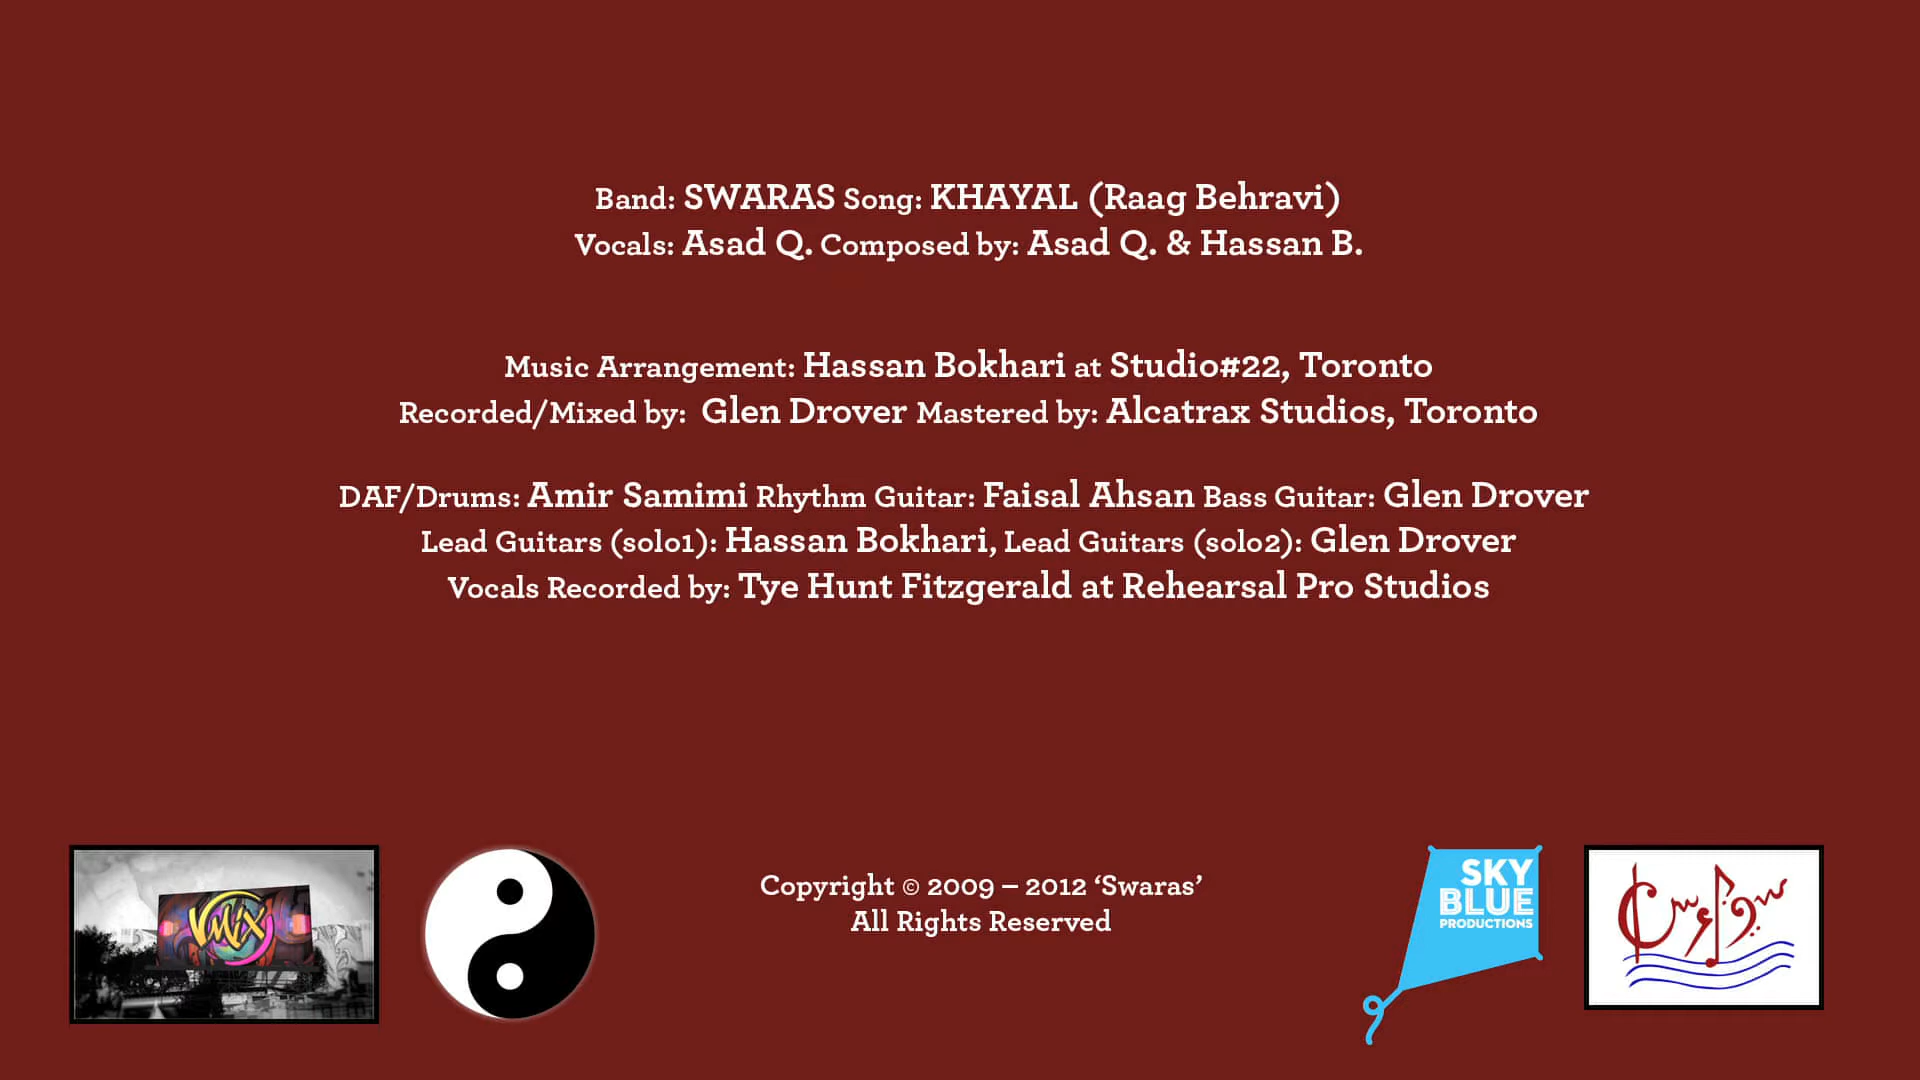 Band: SWARAS Song: KHAYAL (Raag Behravi)
Vocals: Asad Q. Composed by: Asad Q. & Hassan B.
Music Arrangement: Hassan Bokhari at Studio#22, Toronto
Recorded/Mixed by: Glen Drover Mastered by: Alcatrax Studios, Toronto
DAF/Drums: Amir Samimi Rhythm Guitar: Faisal Ahsan Bass Guitar: Glen Drover
Lead Guitars (solo1): Hassan Bokhari, Lead Guitars (solo2): Glen Drover
Vocals Recorded by: Tye Hunt Fitzgerald at Rehearsal Pro Studios
VMiX
Copyright © 2009 – 2012 ‘Swaras’
All Rights Reserved
SKY
BLUE
PRODUCTIONS